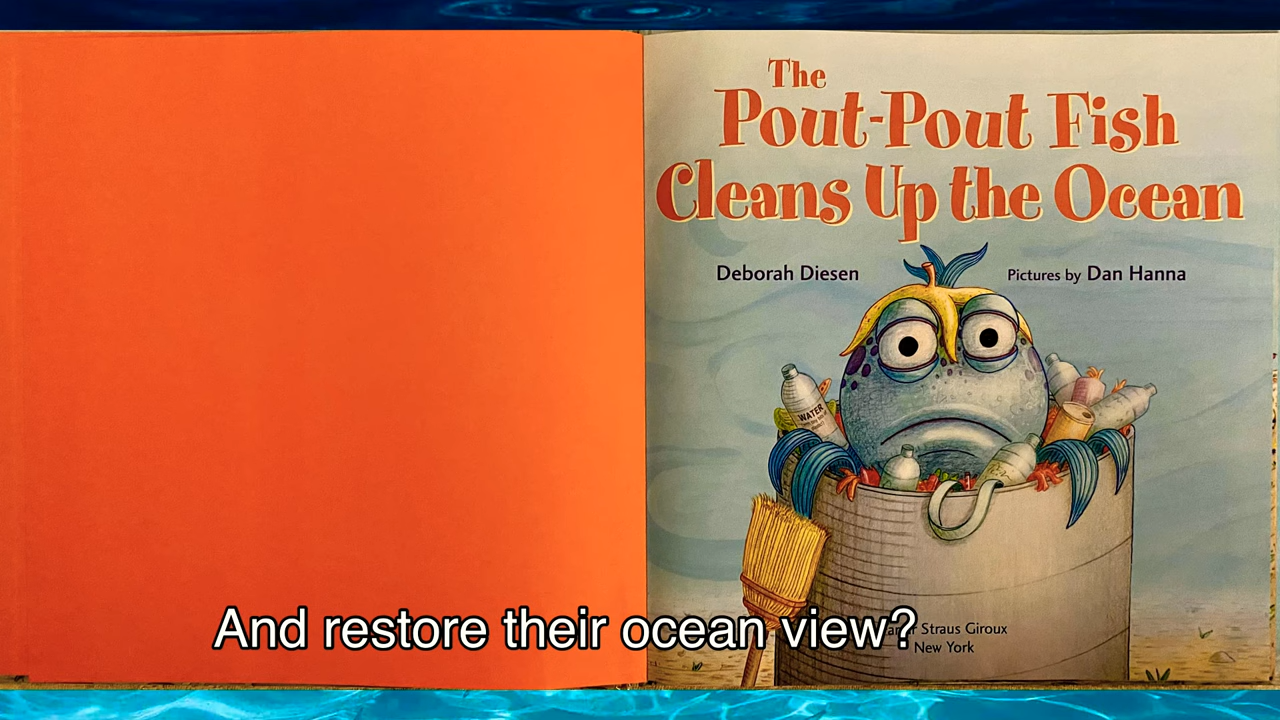 The
Pout-Pout Fish
Cleans Up the Ocean
Deborah Diesen
Pictures by Dan Hanna
WATER
Straus Giroux
New York
And restore their ocean view?